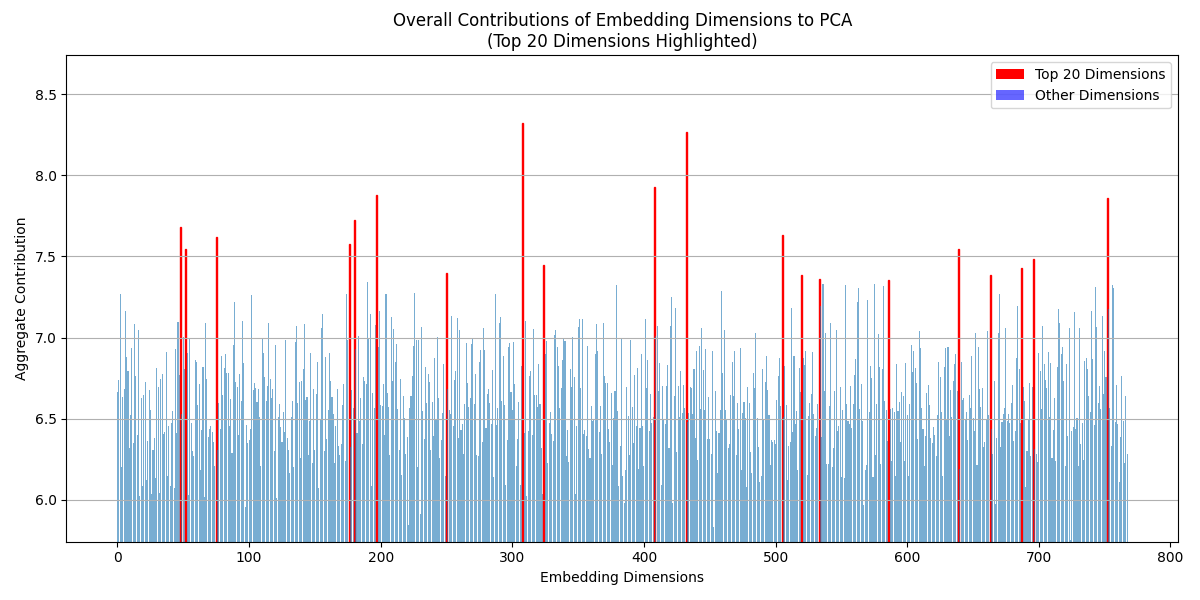 Overall Contributions of Embedding Dimensions to PCA
(Top 20 Dimensions Highlighted)
Top 20 Dimensions
Other Dimensions
Aggregate Contribution
8.5
8.0
7.5
7.0
6.5
6.0
0 100 200 300 400 500 600 700 800
Embedding Dimensions